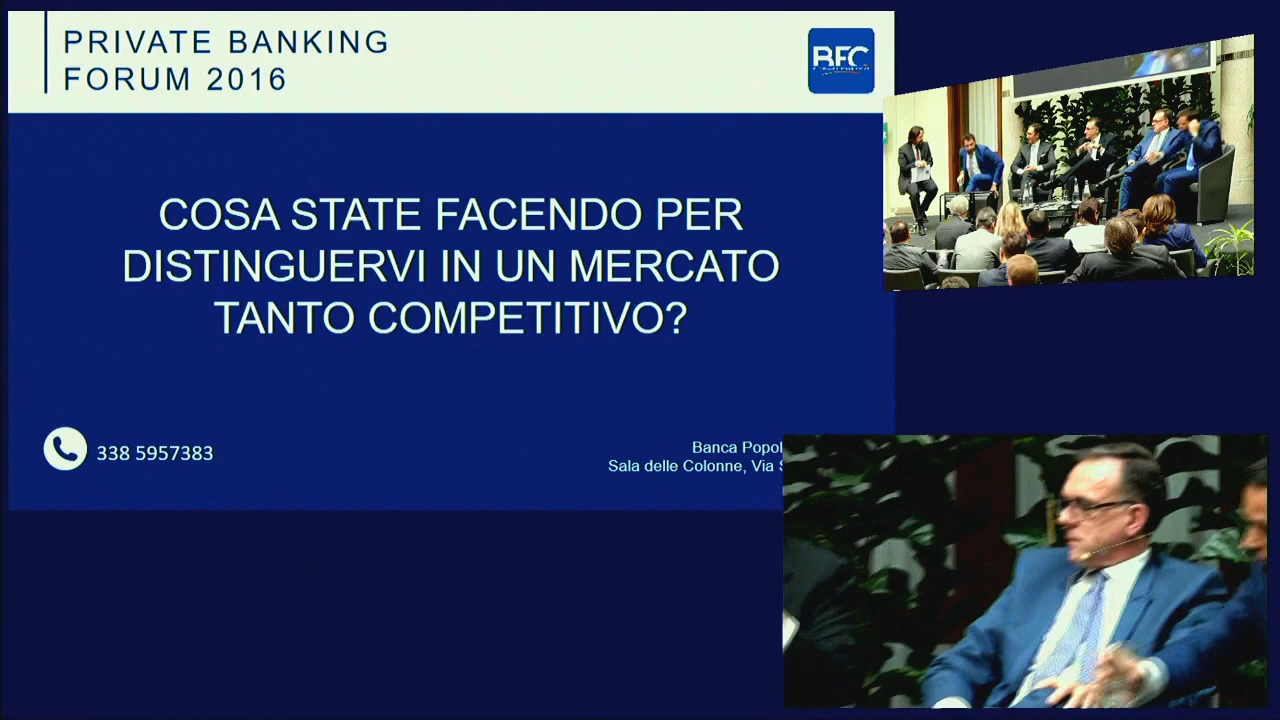 PRIVATE BANKING
FORUM 2016
BFC
COSA STATE FACENDO PER
DISTINGUERVI IN UN MERCATO
TANTO COMPETITIVO?
338 5957383
Banca Popol
Sala delle Colonne, Via S